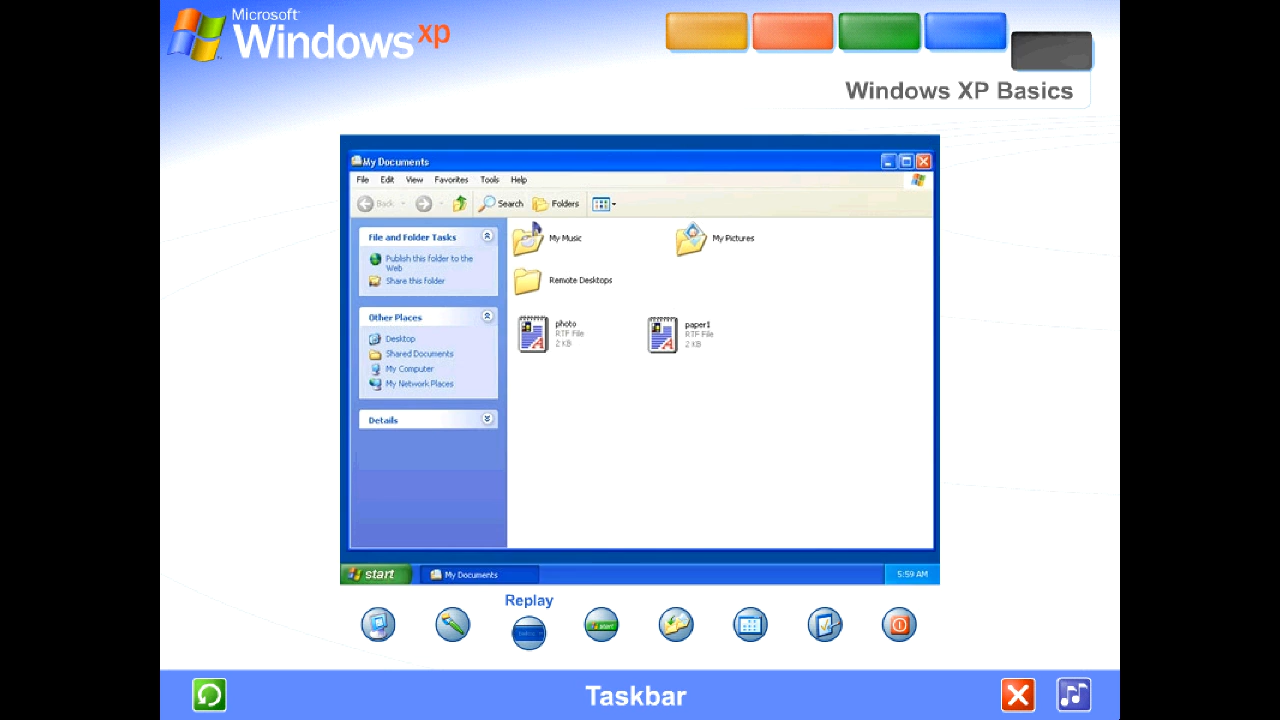 Microsoft
Windows xp
Windows XP Basics
My Documents
File Edit View Favorites Tools Help
Back Search Folders
File and Folder Tasks
Publish this folder to the
Web
Share this folder
Other Places
Desktop
Shared Documents
My Computer
My Network Places
Details
My Music
My Pictures
Remote Desktops
photo
RTF File
2 KB
paper1
RTF File
2 KB
start
My Documents
5:59 AM
Replay
start
Taskbar